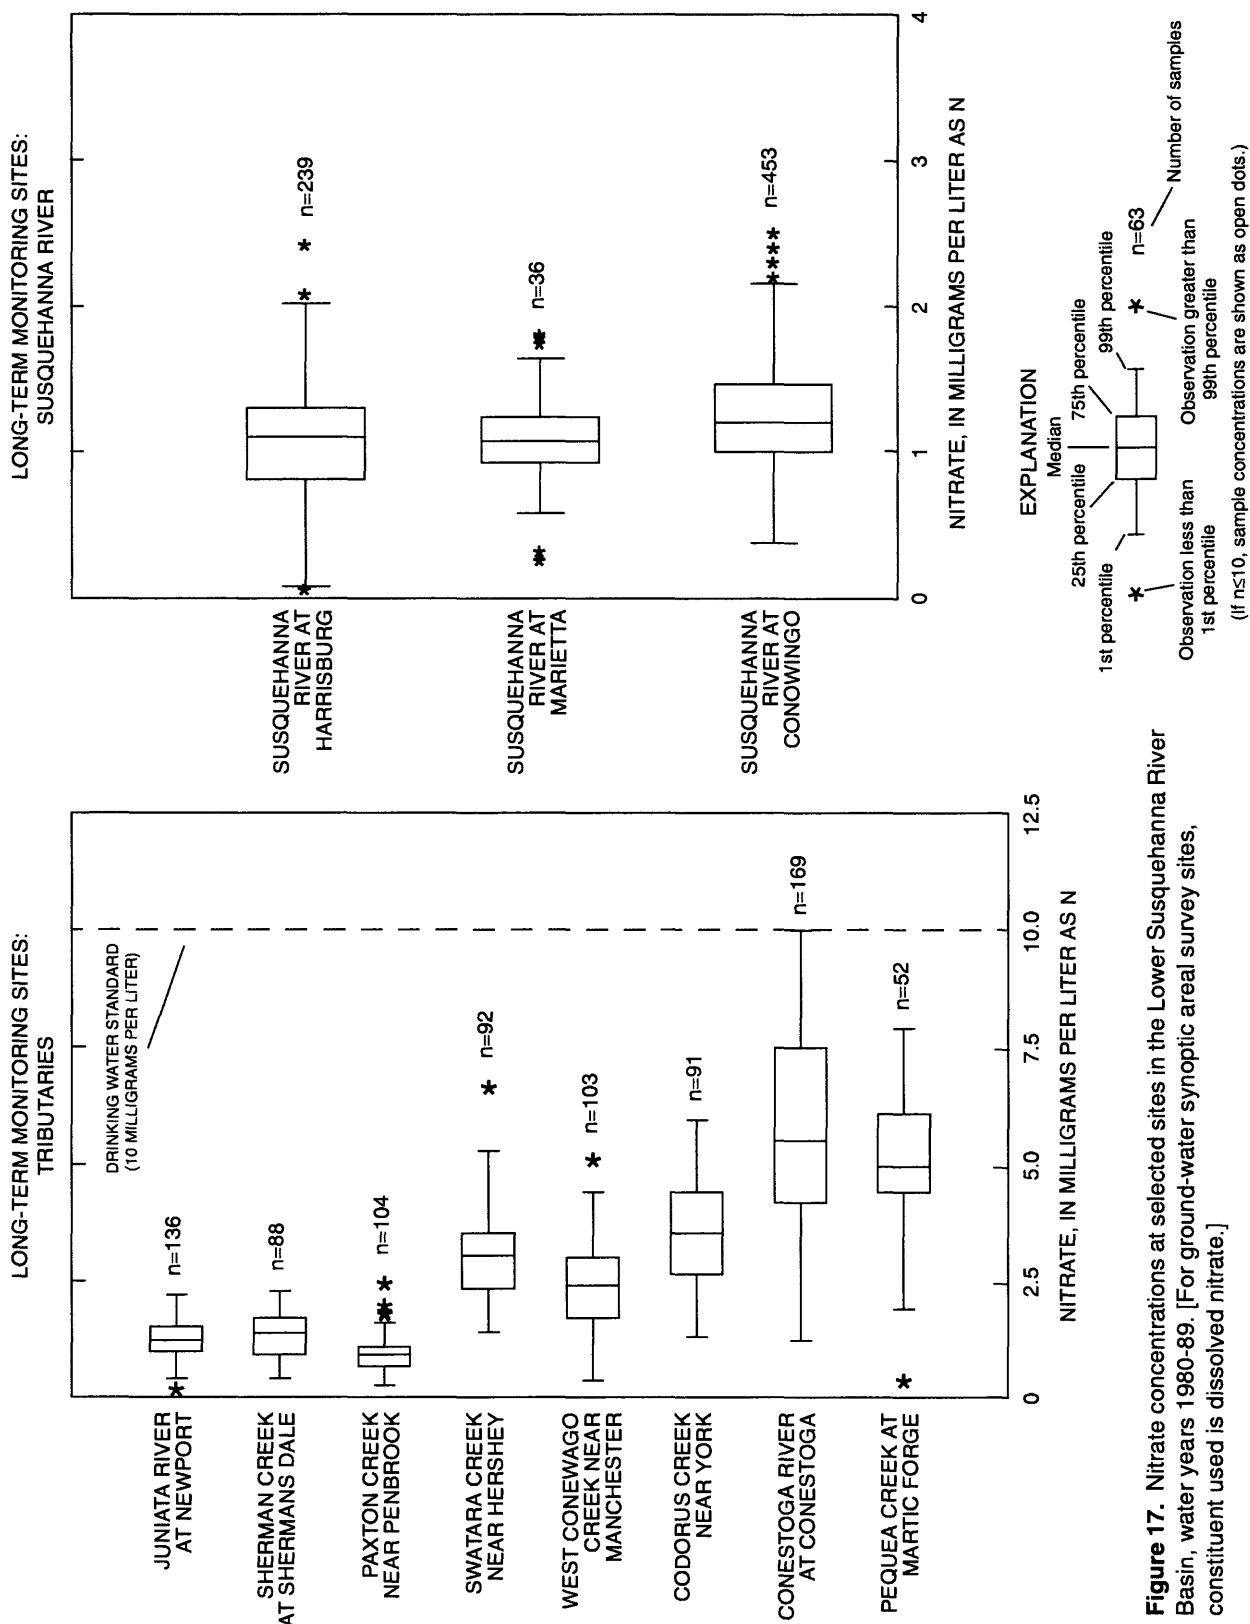 LONG-TERM MONITORING SITES:
TRIBUTARIES
DRINKING WATER STANDARD
(10 MILLIGRAMS PER LITER)
JUNIATA RIVER
AT NEWPORT
n=136
SHERMAN CREEK
AT SHERMANS DALE
n=88
PAXTON CREEK
NEAR PENBROOK
n=104
SWATARA CREEK
NEAR HERSHEY
n=92
WEST CONEWAGO
CREEK NEAR
MANCHESTER
n=103
CODORUS CREEK
NEAR YORK
n=91
CONESTOGA RIVER
AT CONESTOGA
n=169
PEQUEA CREEK AT
MARTIC FORGE
n=52
0 2.5 5.0 7.5 10.0 12.5
NITRATE, IN MILLIGRAMS PER LITER AS N
LONG-TERM MONITORING SITES:
SUSQUEHANNA RIVER
SUSQUEHANNA
RIVER AT
HARRISBURG
n=239
SUSQUEHANNA
RIVER AT
MARIETTA
n=36
SUSQUEHANNA
RIVER AT
CONOWINGO
n=453
0 1 2 3 4
NITRATE, IN MILLIGRAMS PER LITER AS N
EXPLANATION
Median
25th percentile
75th percentile
1st percentile
99th percentile
n=63
Number of samples
Observation less than
1st percentile
Observation greater than
99th percentile
(If n≤10, sample concentrations are shown as open dots.)
Figure 17. Nitrate concentrations at selected sites in the Lower Susquehanna River
Basin, water years 1980-89. [For ground-water synoptic areal survey sites,
constituent used is dissolved nitrate.]